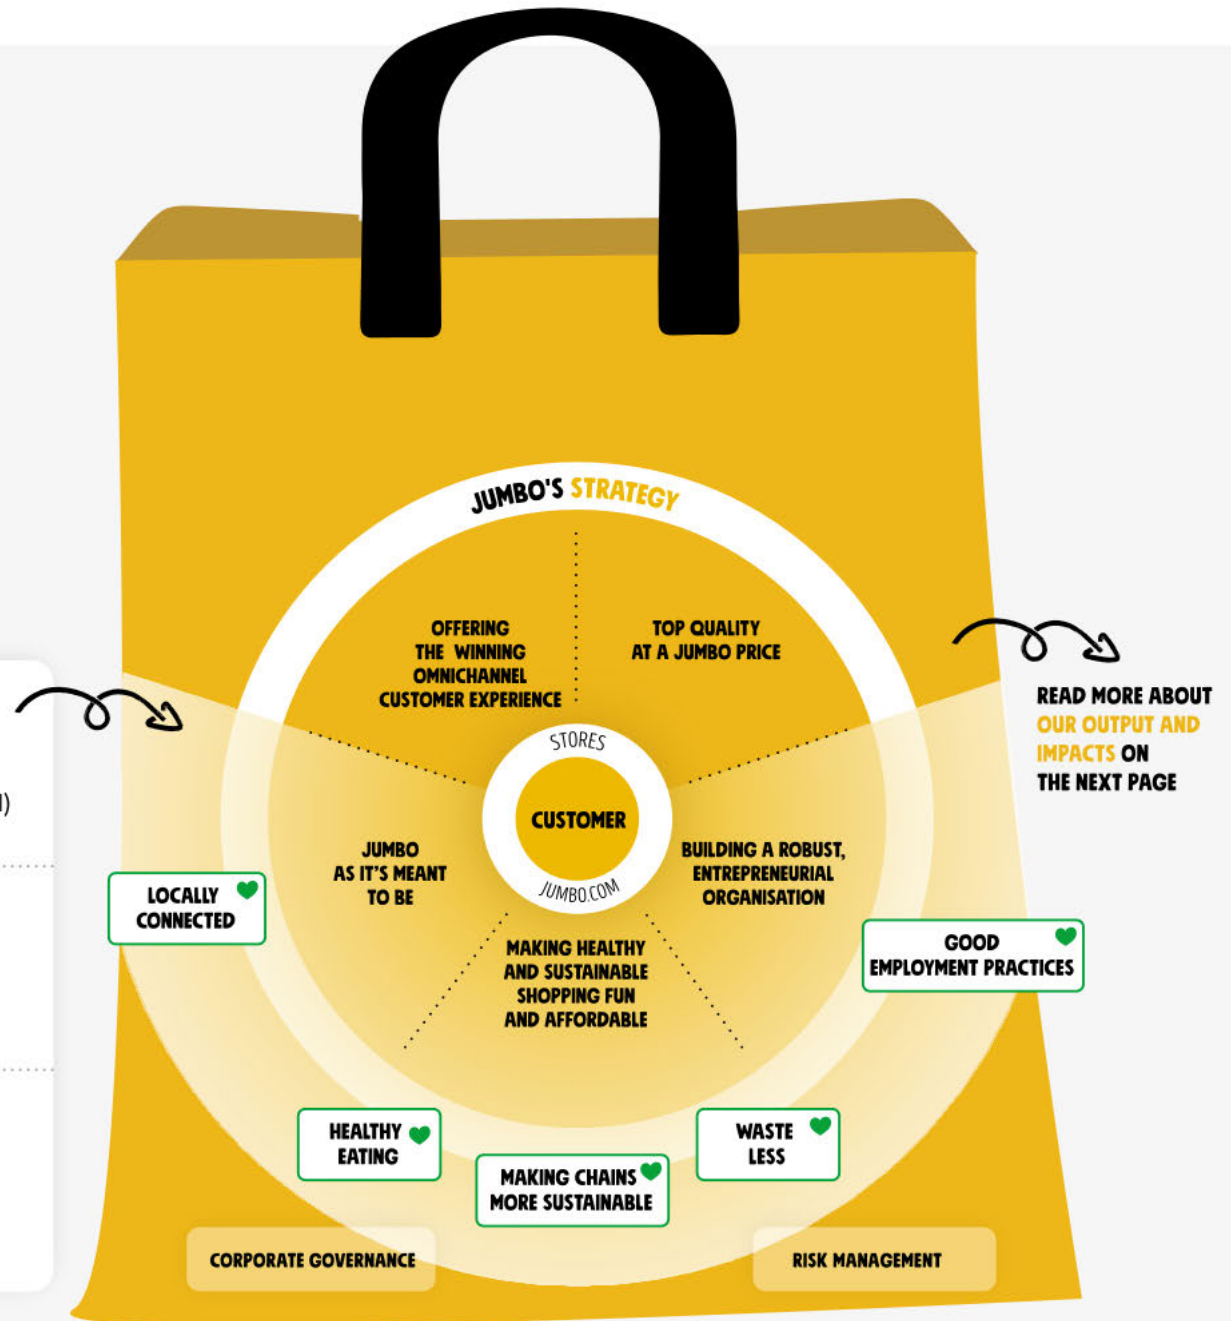 JUMBO'S STRATEGY
OFFERING
THE WINNING
OMNICHANNEL
CUSTOMER EXPERIENCE
TOP QUALITY
AT A JUMBO PRICE
STORES
CUSTOMER
JUMBO.COM
JUMBO
AS IT'S MEANT
TO BE
BUILDING A ROBUST,
ENTREPRENEURIAL
ORGANISATION
MAKING HEALTHY
AND SUSTAINABLE
SHOPPING FUN
AND AFFORDABLE
READ MORE ABOUT
OUR OUTPUT AND
IMPACTS ON
THE NEXT PAGE
LOCALLY
CONNECTED
GOOD
EMPLOYMENT PRACTICES
HEALTHY
EATING
MAKING CHAINS
MORE SUSTAINABLE
WASTE
LESS
CORPORATE GOVERNANCE
RISK MANAGEMENT